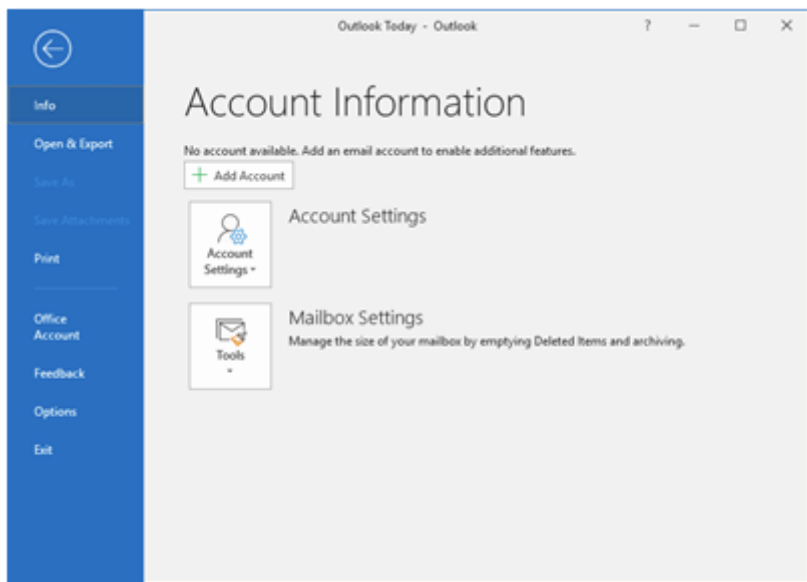 Outlook Today - Outlook
?
Info
Open & Export
Save As
Save Attachments
Print
Office
Account
Feedback
Options
Exit
Account Information
No account available. Add an email account to enable additional features.
+ Add Account
Account
Settings
Account Settings
Tools
Mailbox Settings
Manage the size of your mailbox by emptying Deleted Items and archiving.